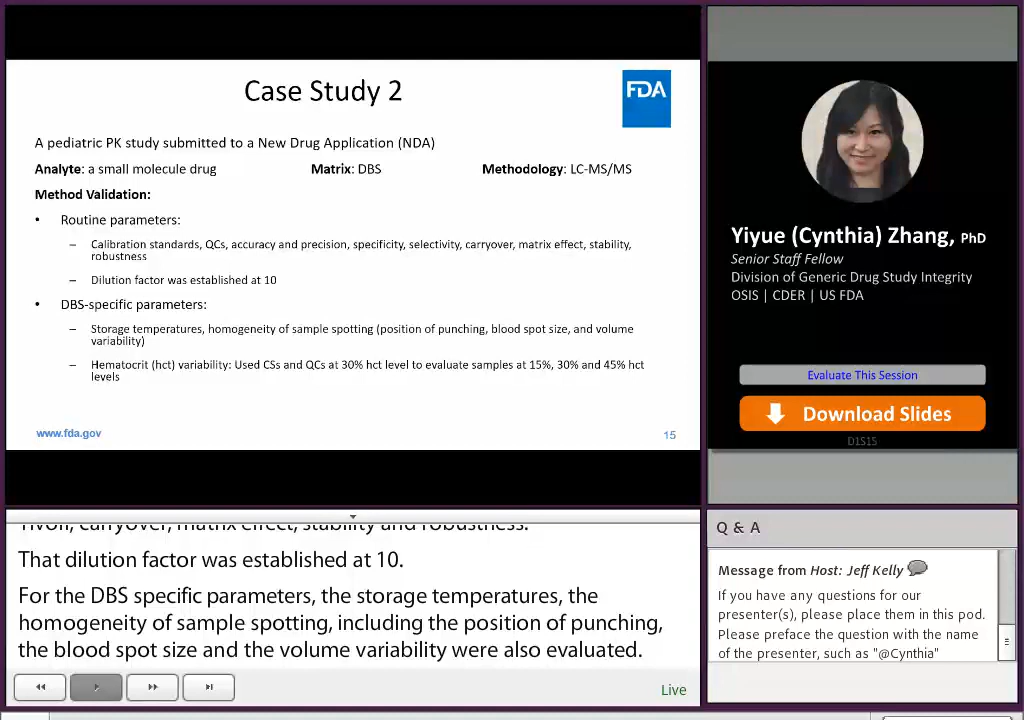 Case Study 2
FDA
A pediatric PK study submitted to a New Drug Application (NDA)
Analyte: a small molecule drug Matrix: DBS Methodology: LC-MS/MS
Method Validation:
• Routine parameters:
– Calibration standards, QCs, accuracy and precision, specificity, selectivity, carryover, matrix effect, stability,
robustness
– Dilution factor was established at 10
• DBS-specific parameters:
– Storage temperatures, homogeneity of sample spotting (position of punching, blood spot size, and volume
variability)
– Hematocrit (hct) variability: Used CSs and QCs at 30% hct level to evaluate samples at 15%, 30% and 45% hct
levels
www.fda.gov 15
Yiyue (Cynthia) Zhang, PhD
Senior Staff Fellow
Division of Generic Drug Study Integrity
OSIS | CDER | US FDA
Evaluate This Session
Download Slides
D1S15
carryover, matrix effect, stability and robustness.
That dilution factor was established at 10.
For the DBS specific parameters, the storage temperatures, the
homogeneity of sample spotting, including the position of punching,
the blood spot size and the volume variability were also evaluated.
Live
Q & A
Message from Host: Jeff Kelly
If you have any questions for our
presenter(s), please place them in this pod.
Please preface the question with the name
of the presenter, such as "@Cynthia"